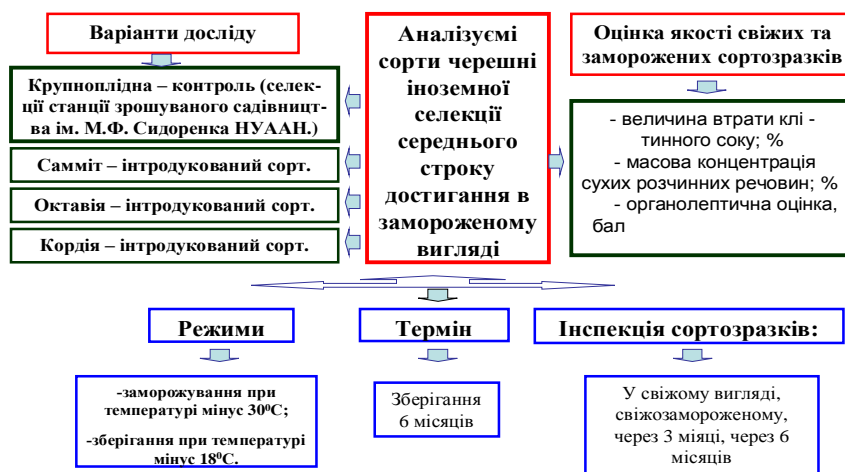 Варіанти досліду
Крупноплідна – контроль (селек-
ції станції зрошуваного садівницт-
ва ім. М.Ф. Сидоренка НУААН.)
Самміт – інтродукований сорт.
Октавія – інтродукований сорт.
Кордія – інтродукований сорт.
Аналізуємі
сорти черешні
іноземної
селекції
середнього
строку
достигання в
замороженому
вигляді
Оцінка якості свіжих та
заморожених сортозразків
- величина втрати клі -
тинного соку; %
- масова концентрація
сухих розчинних речовин; %
- органолептична оцінка,
бал
Режими
-заморожування при
температурі мінус 30⁰С;
-зберігання при температурі
мінус 18⁰С.
Термін
Зберігання
6 місяців
Інспекція сортозразків:
У свіжому вигляді,
свіжозамороженому,
через 3 міяці, через 6
місяців